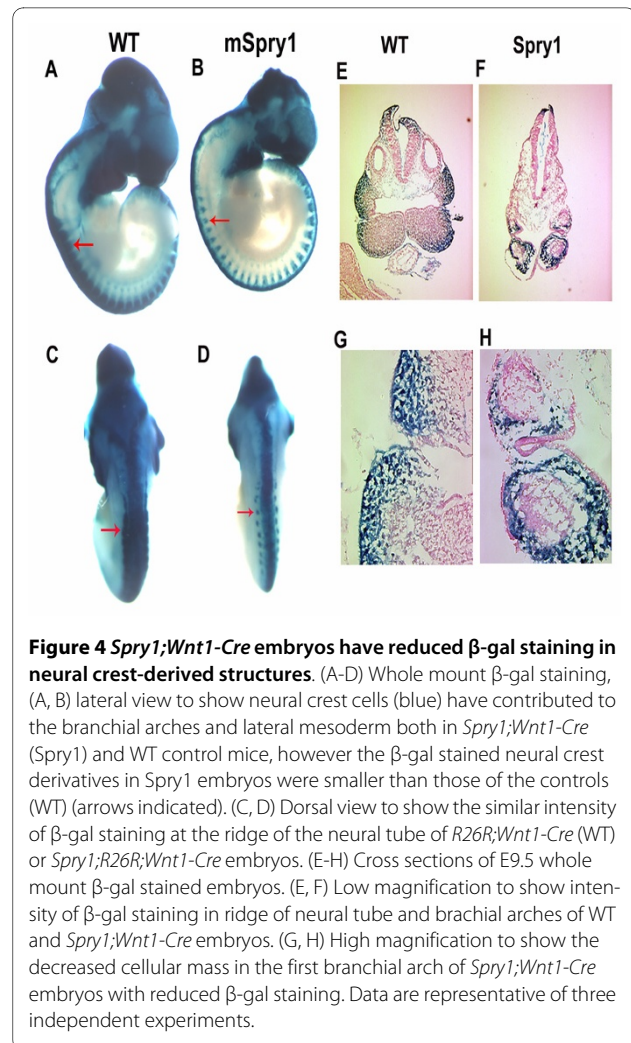 WT
mSpry1
WT
Spry1
A
B
E
F
C
D
G
H
Figure 4 Spry1;Wnt1-Cre embryos have reduced β-gal staining in
neural crest-derived structures. (A-D) Whole mount β-gal staining,
(A, B) lateral view to show neural crest cells (blue) have contributed to
the branchial arches and lateral mesoderm both in Spry1;Wnt1-Cre
(Spry1) and WT control mice, however the β-gal stained neural crest
derivatives in Spry1 embryos were smaller than those of the controls
(WT) (arrows indicated). (C, D) Dorsal view to show the similar intensity
of β-gal staining at the ridge of the neural tube of R26R;Wnt1-Cre (WT)
or Spry1;R26R;Wnt1-Cre embryos. (E-H) Cross sections of E9.5 whole
mount β-gal stained embryos. (E, F) Low magnification to show inten-
sity of β-gal staining in ridge of neural tube and brachial arches of WT
and Spry1;Wnt1-Cre embryos. (G, H) High magnification to show the
decreased cellular mass in the first branchial arch of Spry1;Wnt1-Cre
embryos with reduced β-gal staining. Data are representative of three
independent experiments.